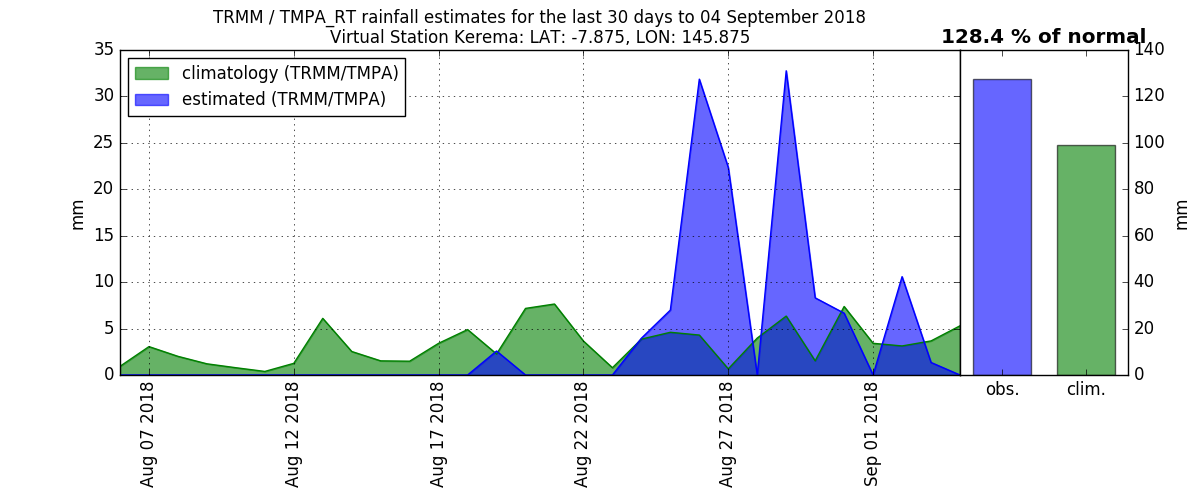 TRMM / TMPA_RT rainfall estimates for the last 30 days to 04 September 2018
Virtual Station Kerema: LAT: -7.875, LON: 145.875
128.4 % of normal
climatology (TRMM/TMPA)
estimated (TRMM/TMPA)
35
30
25
20
15
10
5
0
mm
Aug 07 2018
Aug 12 2018
Aug 17 2018
Aug 22 2018
Aug 27 2018
Sep 01 2018
obs.
clim.
140
120
100
80
60
40
20
0
mm